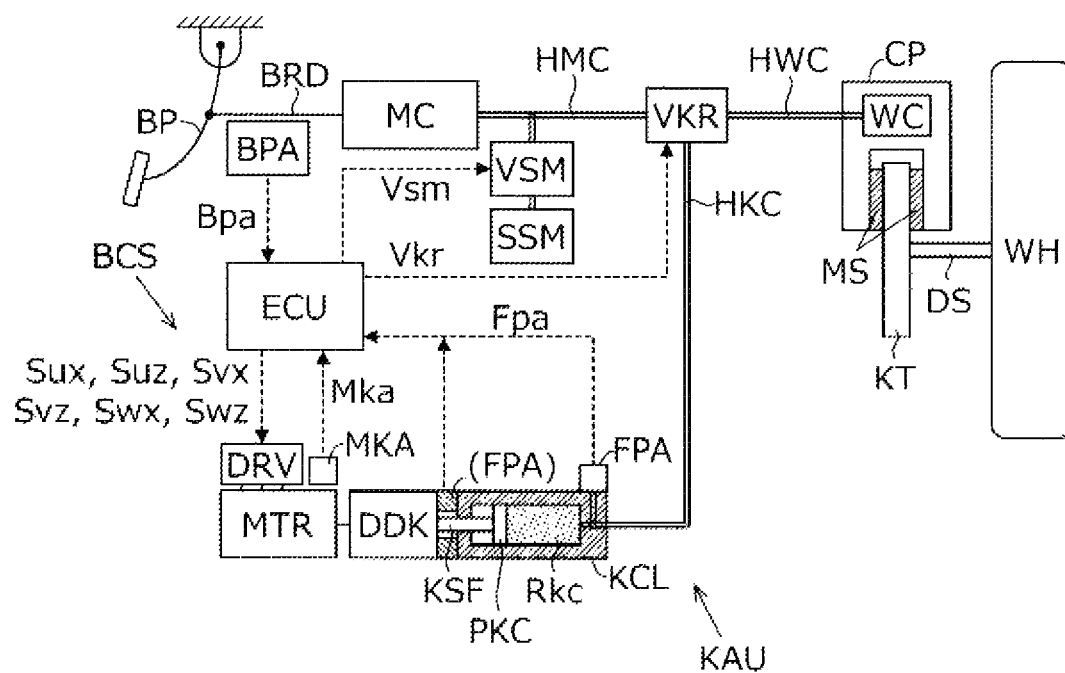 BRD
HMC
HWC
CP
BP
MC
VKR
WC
BPA
VSM
Vsm
HKC
Bpa
SSM
BCS
Vkr
MS
DS
WH
ECU
Fpa
KT
Sux, Suz, Svx
Svz, Swx, Swz
Mka
MKA
(FPA)
FPA
DRV
MTR
DDK
KSF
Rkc
KCL
PKC
KAU